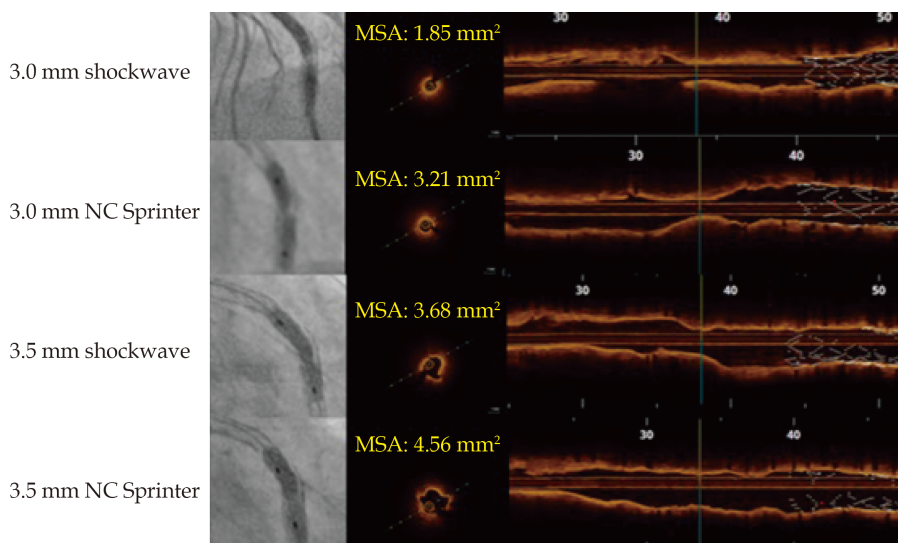 3.0 mm shockwave
MSA: 1.85 mm²
30 40 50
3.0 mm NC Sprinter
MSA: 3.21 mm²
30 40
3.5 mm shockwave
MSA: 3.68 mm²
30 40 50
3.5 mm NC Sprinter
MSA: 4.56 mm²
30 40